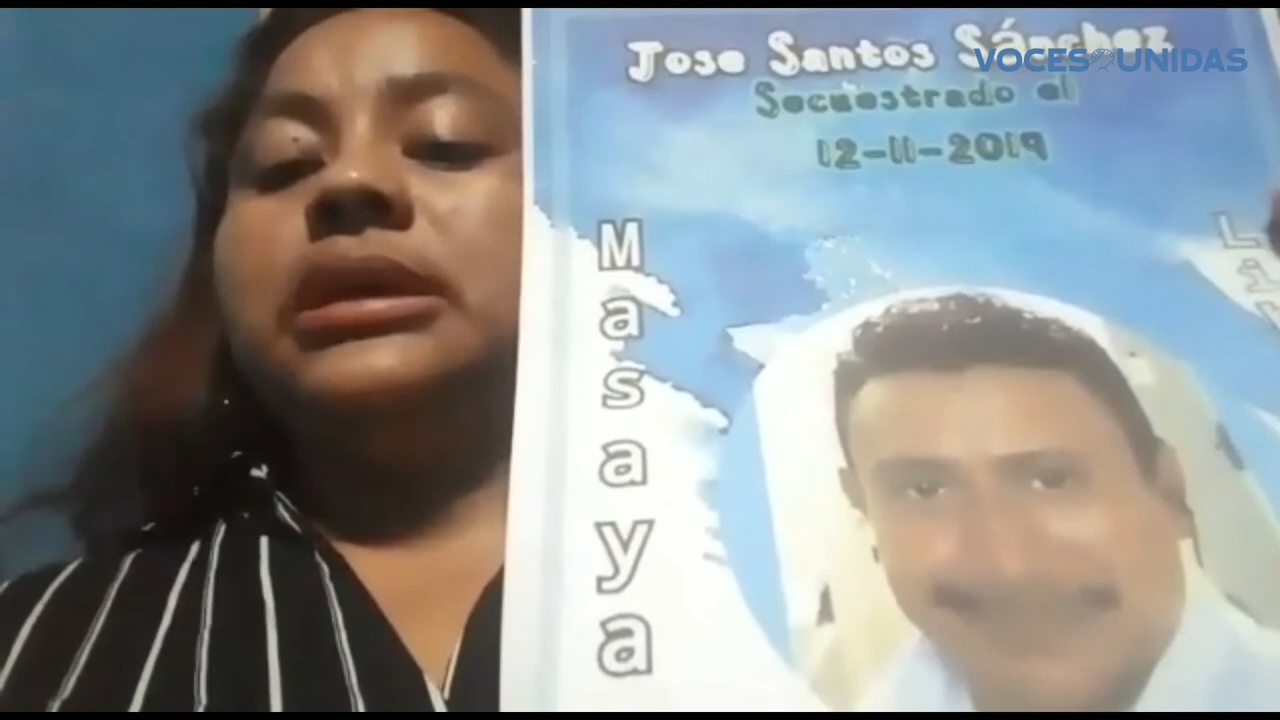 Jose Santos Sánchez
VOCES UNIDAS
Secuestrado el
12-11-2019
Masaya